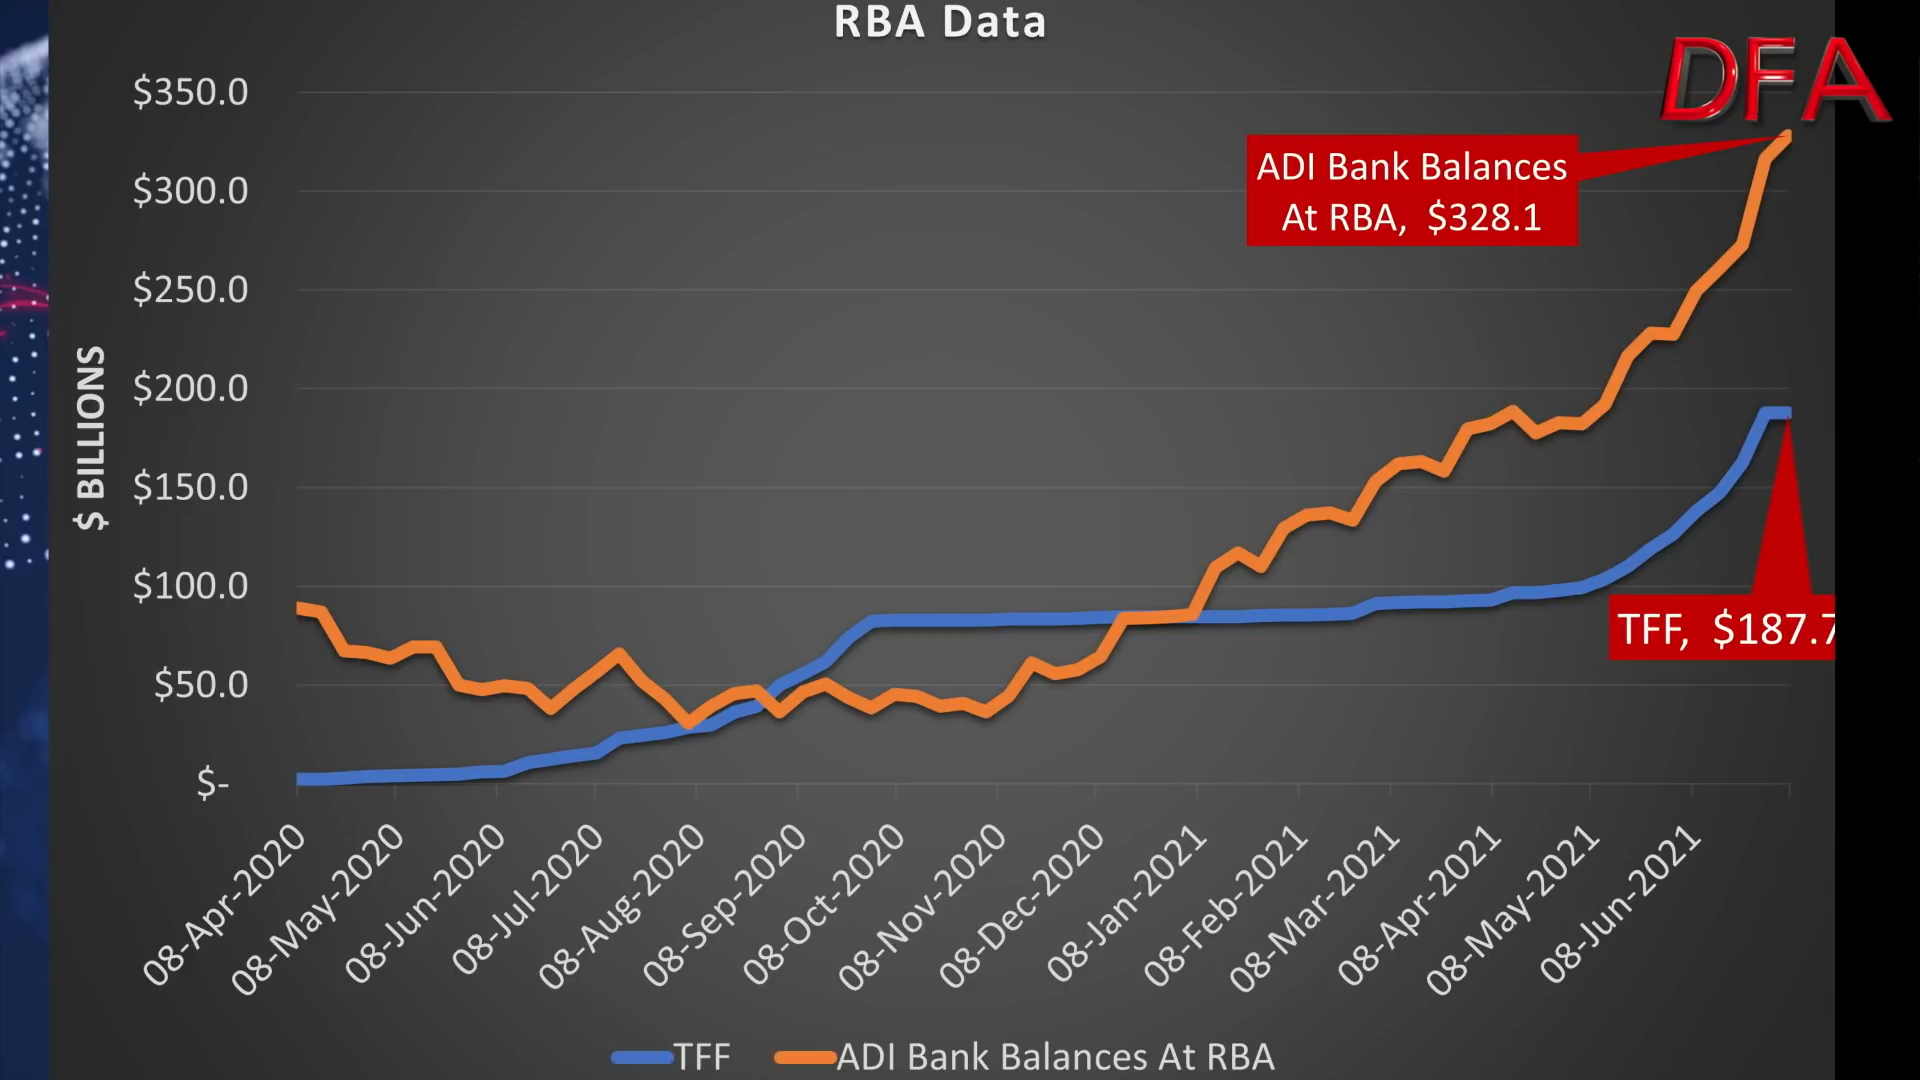 RBA Data
DFA
$350.0
$300.0
$250.0
$200.0
$150.0
$100.0
$50.0
$-
$ BILLIONS
ADI Bank Balances
At RBA, $328.1
TFF, $187.7
08-Apr-2020
08-May-2020
08-Jun-2020
08-Jul-2020
08-Aug-2020
08-Sep-2020
08-Oct-2020
08-Nov-2020
08-Dec-2020
08-Jan-2021
08-Feb-2021
08-Mar-2021
08-Apr-2021
08-May-2021
08-Jun-2021
TFF
ADI Bank Balances At RBA